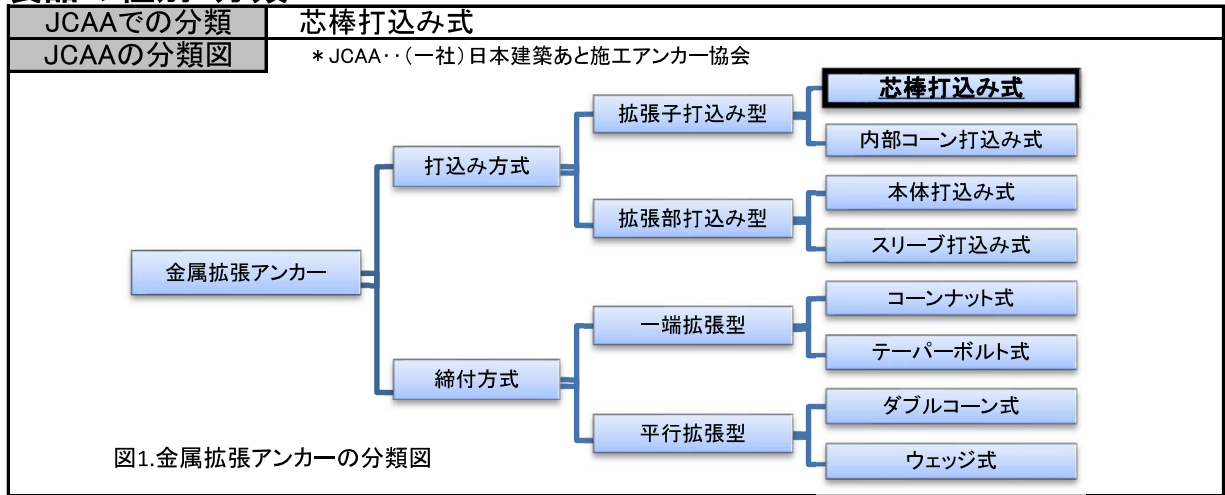 JCAAでの分類
芯棒打込み式
JCAAの分類図
＊JCAA‥（一社）日本建築あと施工アンカー協会
芯棒打込み式
拡張子打込み型
内部コーン打込み式
打込み方式
本体打込み式
拡張部打込み型
スリーブ打込み式
金属拡張アンカー
コーンナット式
一端拡張型
テーパーボルト式
締付方式
ダブルコーン式
平行拡張型
ウェッジ式
図1.金属拡張アンカーの分類図